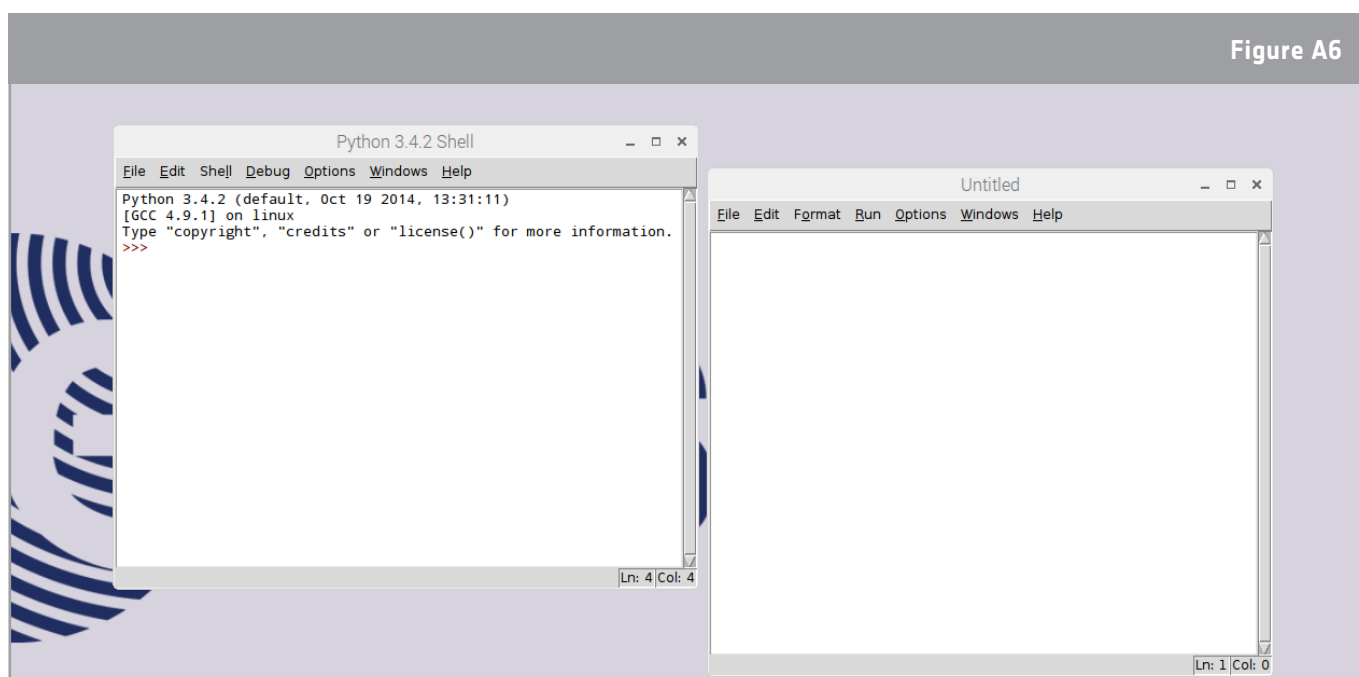 Figure A6
Python 3.4.2 Shell
File Edit Shell Debug Options Windows Help
Python 3.4.2 (default, Oct 19 2014, 13:31:11)
[GCC 4.9.1] on linux
Type "copyright", "credits" or "license()" for more information.
>>>
Ln: 4 Col: 4
Untitled
File Edit Format Run Options Windows Help
Ln: 1 Col: 0